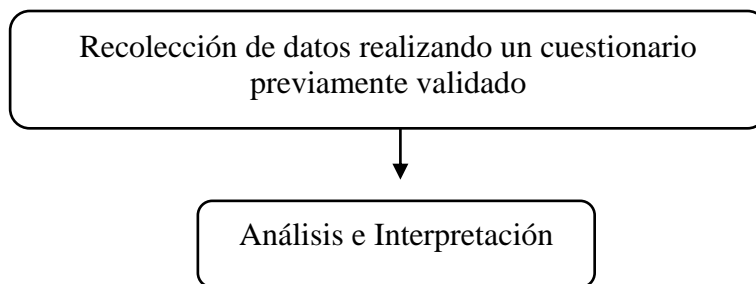 Recolección de datos realizando un cuestionario
previamente validado
Análisis e Interpretación